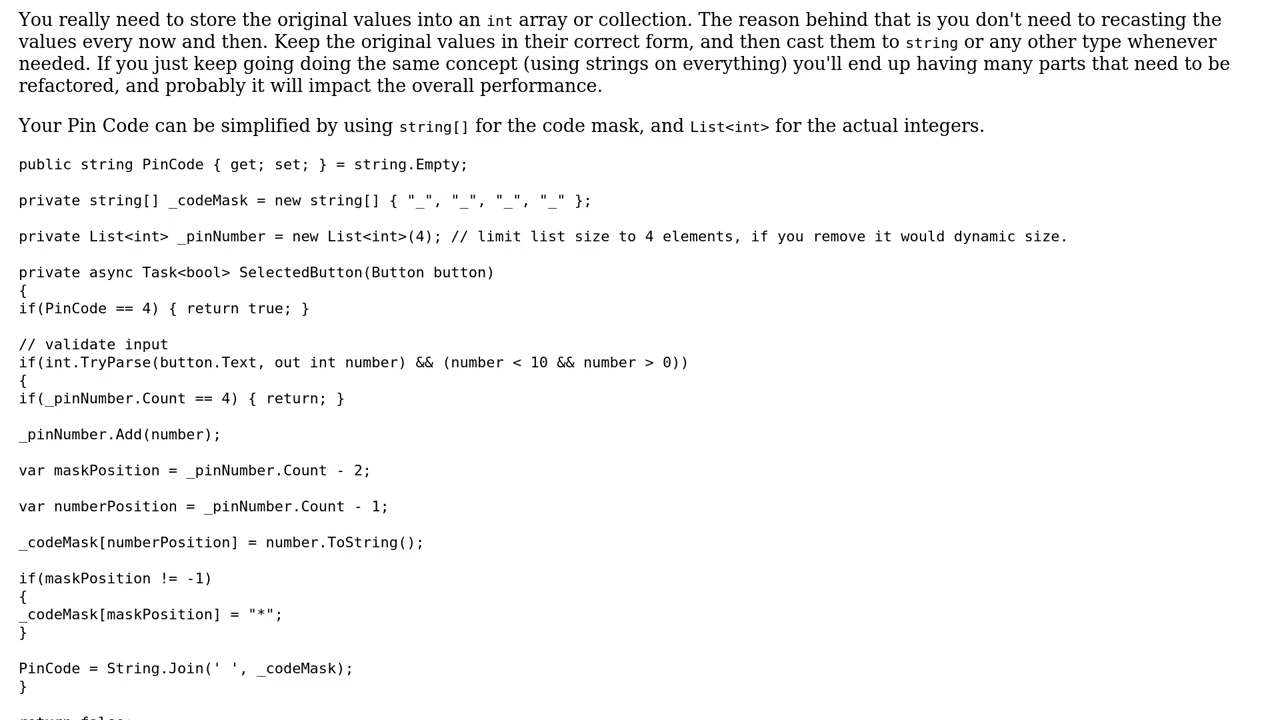 You really need to store the original values into an int array or collection. The reason behind that is you don't need to recasting the
values every now and then. Keep the original values in their correct form, and then cast them to string or any other type whenever
needed. If you just keep going doing the same concept (using strings on everything) you'll end up having many parts that need to be
refactored, and probably it will impact the overall performance.
Your Pin Code can be simplified by using string[] for the code mask, and List<int> for the actual integers.
public string PinCode { get; set; } = string.Empty;
private string[] _codeMask = new string[] { "_", "_", "_", "_" };
private List<int> _pinNumber = new List<int>(4); // limit list size to 4 elements, if you remove it would dynamic size.
private async Task<bool> SelectedButton(Button button)
{
if(PinCode == 4) { return true; }
// validate input
if(int.TryParse(button.Text, out int number) && (number < 10 && number > 0))
{
if(_pinNumber.Count == 4) { return; }
_pinNumber.Add(number);
var maskPosition = _pinNumber.Count - 2;
var numberPosition = _pinNumber.Count - 1;
_codeMask[numberPosition] = number.ToString();
if(maskPosition != -1)
{
_codeMask[maskPosition] = "*";
}
PinCode = String.Join(' ', _codeMask);
}